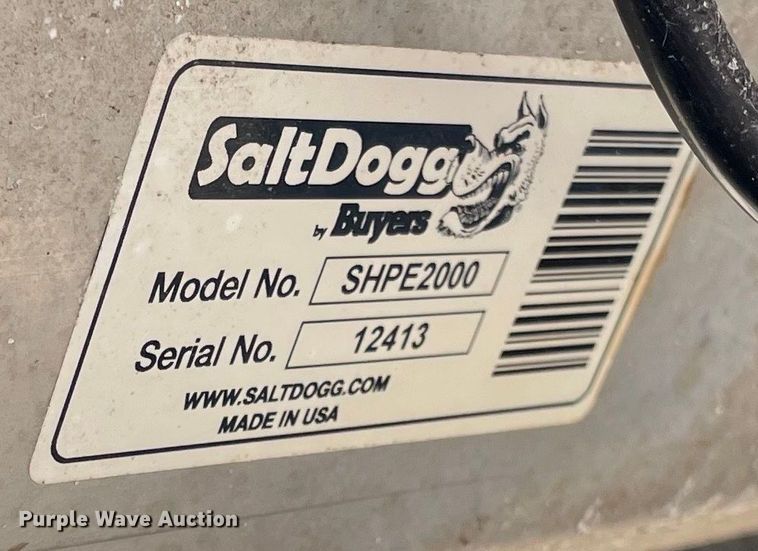 SaltDogg
by Buyers
Model No. SHPE2000
Serial No. 12413
WWW.SALTDOGG.COM
MADE IN USA
Purple Wave Auction